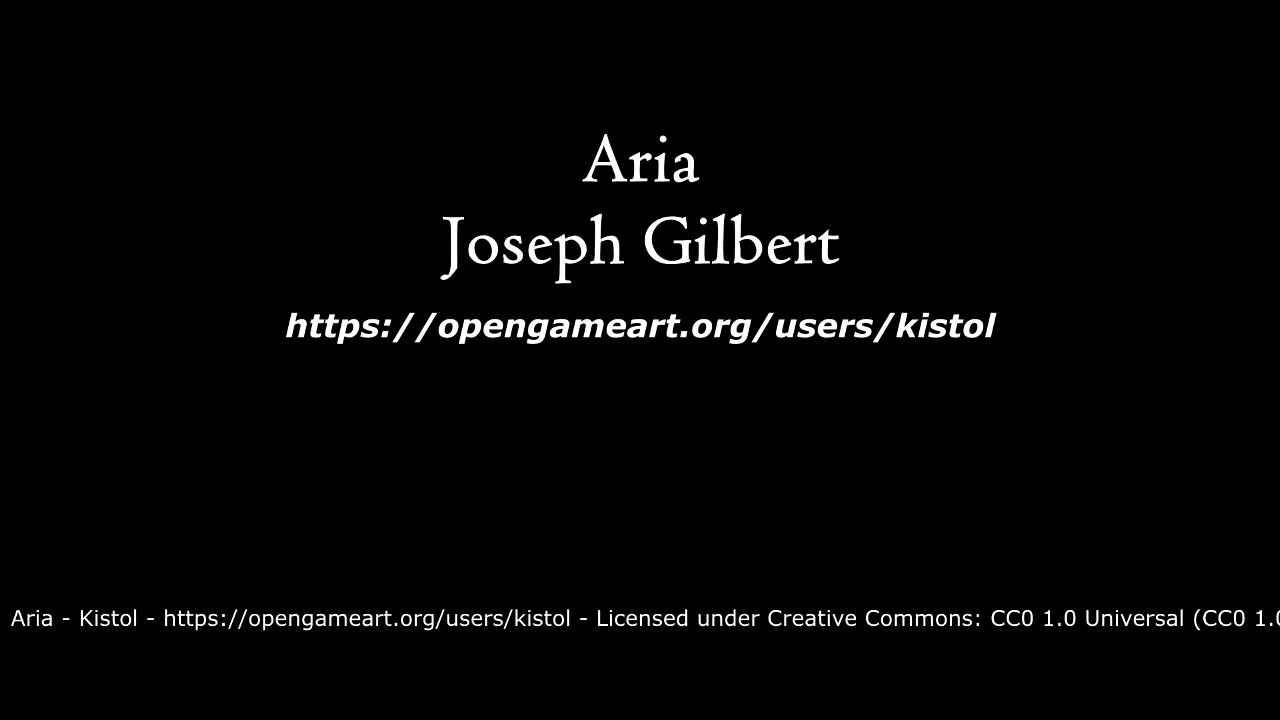 Aria
Joseph Gilbert
https://opengameart.org/users/kistol
Aria - Kistol - https://opengameart.org/users/kistol - Licensed under Creative Commons: CC0 1.0 Universal (CC0 1.0